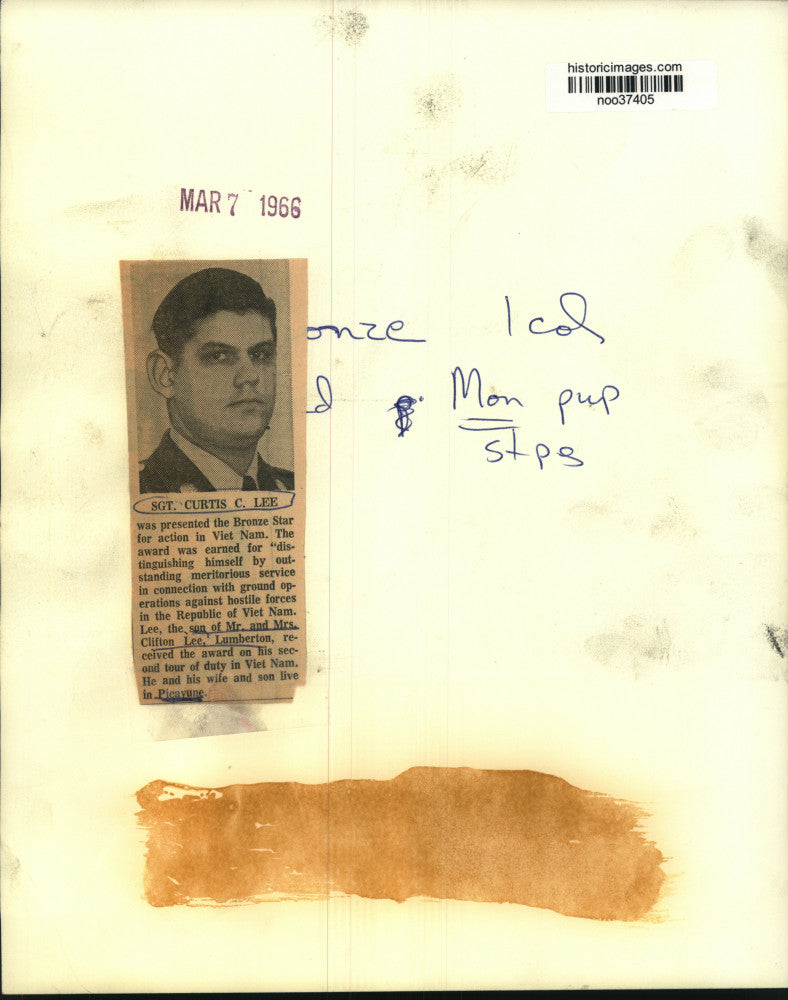 historicimages.com
noo37405
MAR 7 1966
onze 1 col
d Mon pup
stps
SGT. CURTIS C. LEE
was presented the Bronze Star
for action in Viet Nam. The
award was earned for "dis-
tinguishing himself by out-
standing meritorious service
in connection with ground op-
erations against hostile forces
in the Republic of Viet Nam.
Lee, the son of Mr. and Mrs.
Clifton Lee, Lumberton, re-
ceived the award on his sec-
ond tour of duty in Viet Nam.
He and his wife and son live
in Picayune.